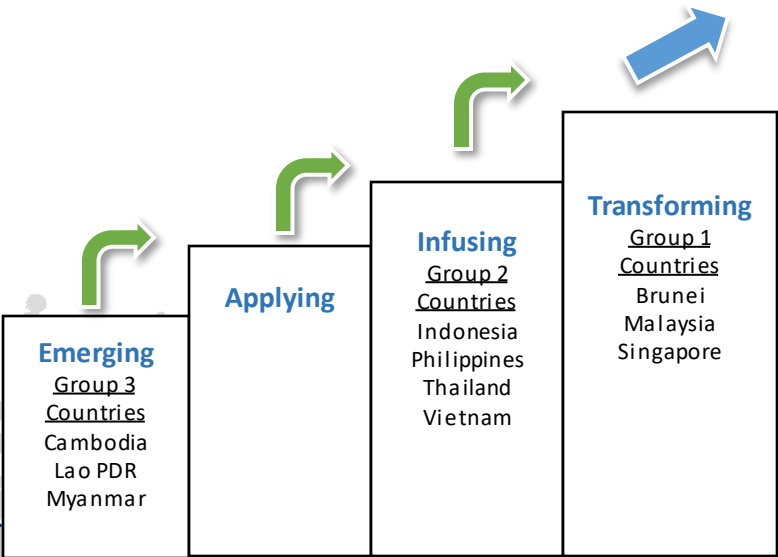 Emerging
Group 3
Countries
Cambodia
Lao PDR
Myanmar
Applying
Infusing
Group 2
Countries
Indonesia
Philippines
Thailand
Vietnam
Transforming
Group 1
Countries
Brunei
Malaysia
Singapore